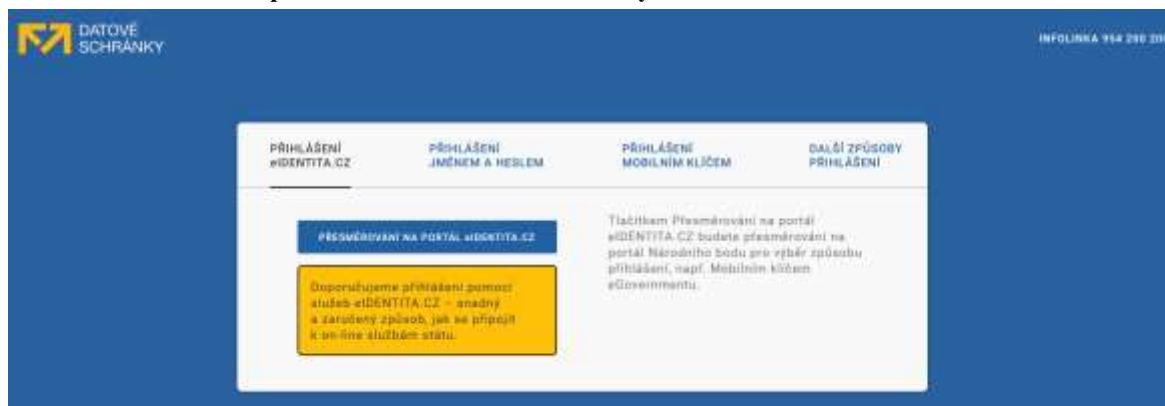 DATOVÉ
SCHRÁNKY
INFOLINKA 954 200 200
PŘIHLÁŠENÍ
eIDENTITA.CZ
PŘIHLÁŠENÍ
JMÉNEM A HESLEM
PŘIHLÁŠENÍ
MOBILNÍM KLÍČEM
DALŠÍ ZPŮSOBY
PŘIHLÁŠENÍ
PŘESMĚROVÁNÍ NA PORTÁL eIDENTITA.CZ
Doporučujeme přihlášení pomocí
služeb eIDENTITA.CZ – snadný
a zaručený způsob, jak se připojit
k on-line službám státu.
Tlačítkem Přesměrování na portál
eIDENTITA.CZ budete přesměrováni na
portál Národního bodu pro výběr způsobu
přihlášení, např. Mobilním klíčem
eGovernmentu.